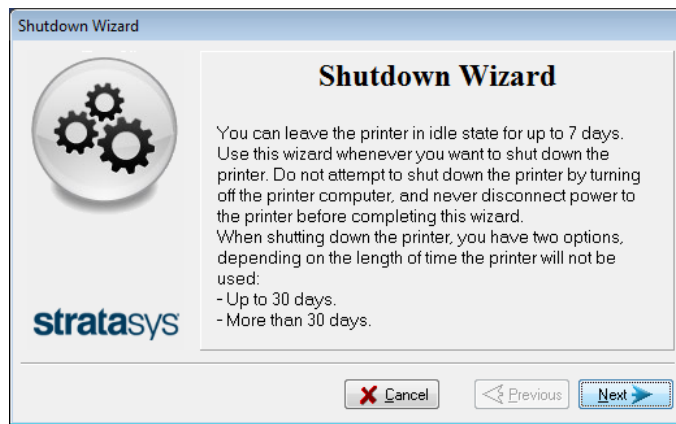 Shutdown Wizard
Shutdown Wizard
You can leave the printer in idle state for up to 7 days.
Use this wizard whenever you want to shut down the
printer. Do not attempt to shut down the printer by turning
off the printer computer, and never disconnect power to
the printer before completing this wizard.
When shutting down the printer, you have two options,
depending on the length of time the printer will not be
used:
- Up to 30 days.
- More than 30 days.
stratasys
Cancel
Previous
Next